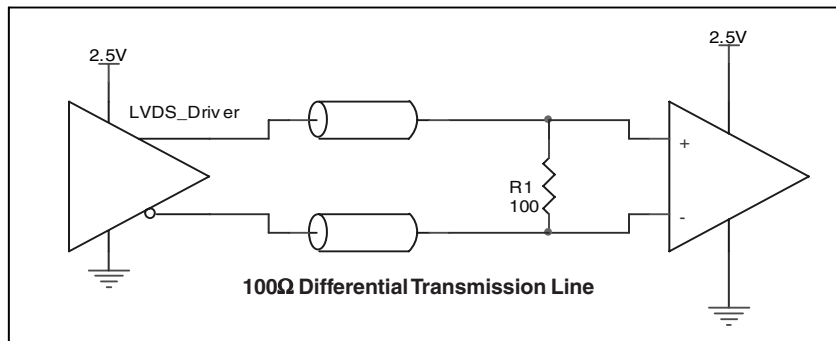 2.5V
2.5V
LVDS_Driver
+
R1
100
-
100Ω Differential Transmission Line